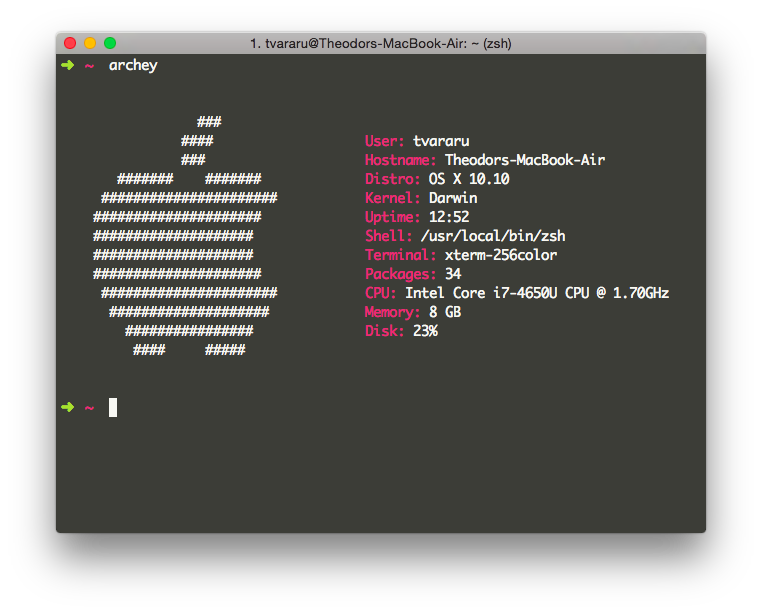 1. tvararu@Theodors-MacBook-Air: ~ (zsh)
➜ ~ archey
###
#### User: tvararu
### Hostname: Theodors-MacBook-Air
####### ####### Distro: OS X 10.10
###################### Kernel: Darwin
##################### Uptime: 12:52
#################### Shell: /usr/local/bin/zsh
#################### Terminal: xterm-256color
##################### Packages: 34
###################### CPU: Intel Core i7-4650U CPU @ 1.70GHz
#################### Memory: 8 GB
################ Disk: 23%
#### #####
➜ ~